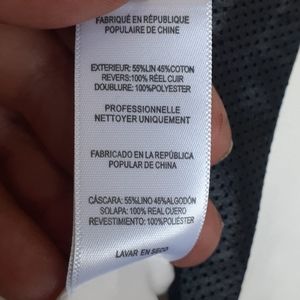 FABRIQUÉ EN RÉPUBLIQUE
POPULAIRE DE CHINE
EXTERIEUR: 55%LIN 45%COTON
REVERS:100% RÉEL CUIR
DOUBLURE:100%POLYESTER
PROFESSIONNELLE
NETTOYER UNIQUEMENT
FABRICADO EN LA REPÚBLICA
POPULAR DE CHINA
CÁSCARA: 55%LINO 45%ALGODÓN
SOLAPA: 100% REAL CUERO
REVESTIMIENTO: 100%POLIÉSTER
LAVAR EN SECO